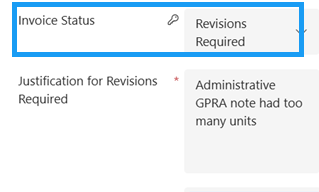 Invoice Status
Revisions
Required
Justification for Revisions
Required
*
Administrative
GPRA note had too
many units